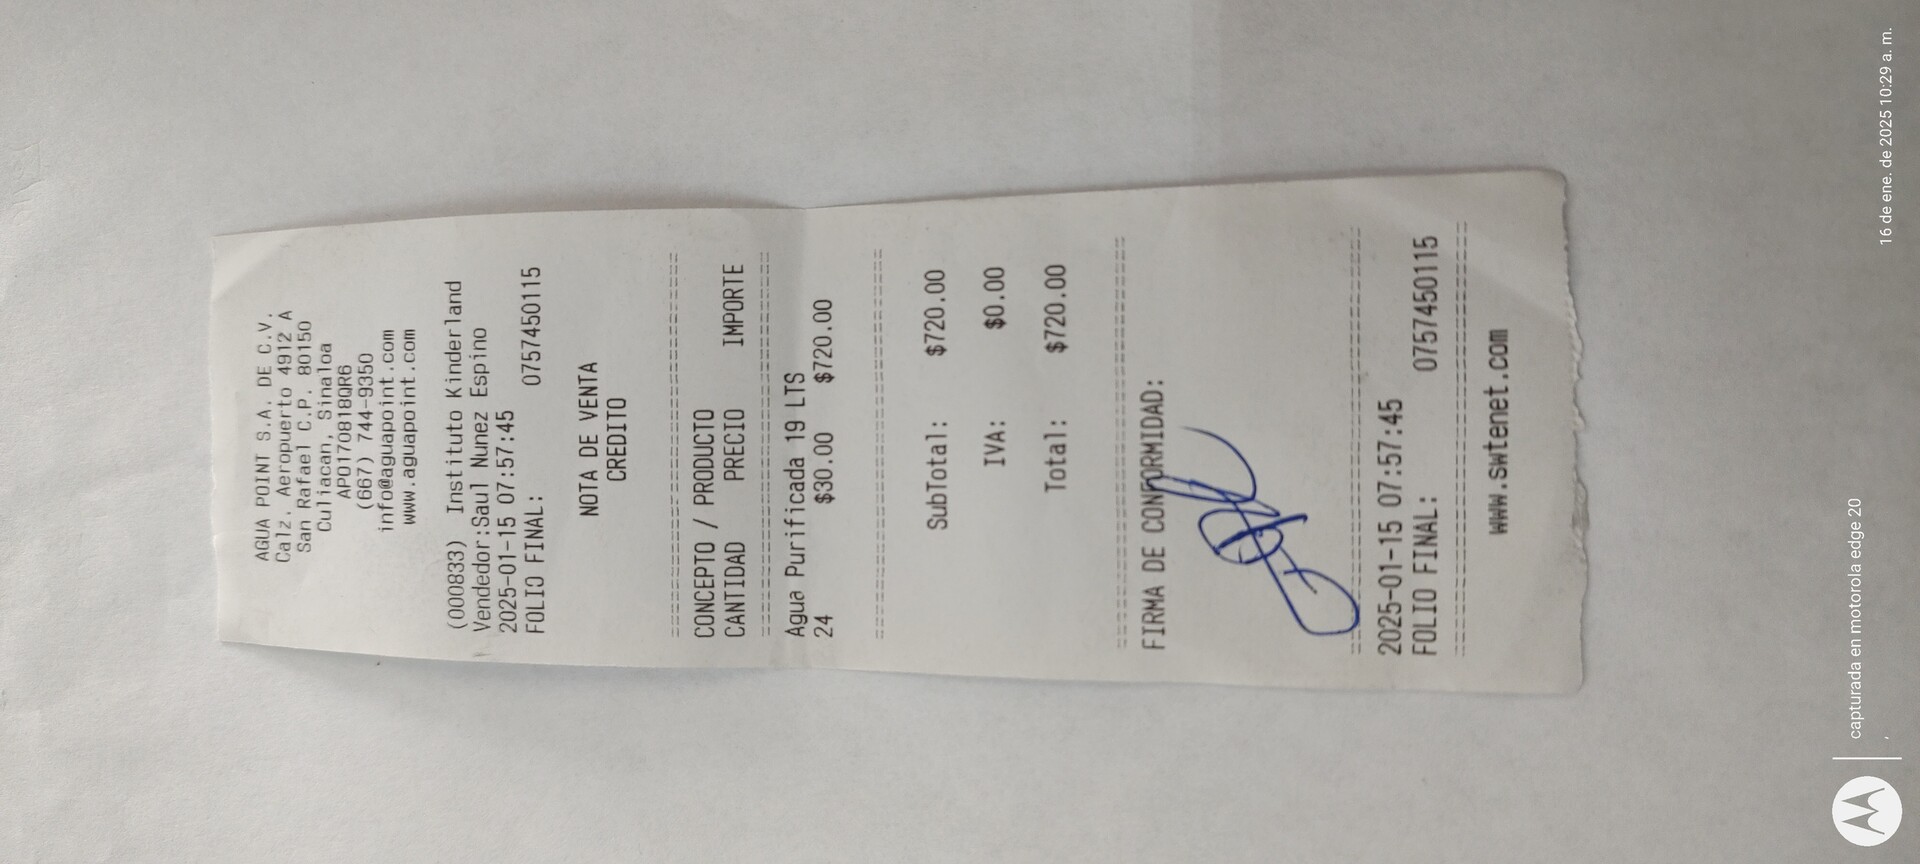 AGUA POINT S.A. DE C.V.
Calz. Aeropuerto 4912 A
San Rafael C.P. 80150
Culiacan, Sinaloa
APO170818QR6
(667) 744-9350
info@aguapoint.com
www.aguapoint.com
(000833) Instituto Kinderland
Vendedor:Saul Nunez Espino
2025-01-15 07:57:45
FOLIO FINAL: 0757450115
NOTA DE VENTA
CREDITO
CONCEPTO / PRODUCTO
CANTIDAD PRECIO IMPORTE
Agua Purificada 19 LTS
24 $30.00 $720.00
SubTotal: $720.00
IVA: $0.00
Total: $720.00
FIRMA DE CONFORMIDAD:
2025-01-15 07:57:45
FOLIO FINAL: 0757450115
www.swtenet.com
capturada en motorola edge 20
, 16 de ene. de 2025 10:29 a. m.